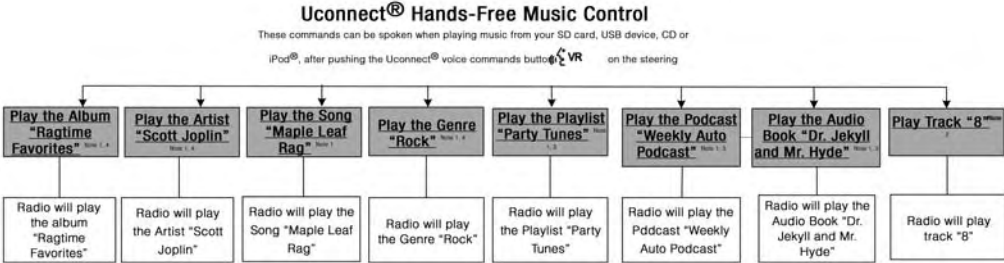 Uconnect® Hands-Free Music Control
These commands can be spoken when playing music from your SD card, USB device, CD or
iPod®, after pushing the Uconnect® voice commands button VR on the steering
Play the Album
"Ragtime
Favorites" Note 1, 4
Play the Artist
"Scott Joplin"
Note 1, 4
Play the Song
"Maple Leaf
Rag" Note 1
Play the Genre
"Rock" Note 1, 4
Play the Playlist
"Party Tunes" Note
1, 3
Play the Podcast
"Weekly Auto
Podcast" Note 1, 3
Play the Audio
Book "Dr. Jekyll
and Mr. Hyde" Note 1, 3
Play Track "8" Note
2
Radio will play
the album
"Ragtime
Favorites"
Radio will play
the Artist "Scott
Joplin"
Radio will play the
Song "Maple Leaf
Rag"
Radio will play
the Genre "Rock"
Radio will play
the Playlist "Party
Tunes"
Radio will play the
Pddcast "Weekly
Auto Podcast"
Radio will play the
Audio Book "Dr.
Jekyll and Mr.
Hyde"
Radio will play
track "8"